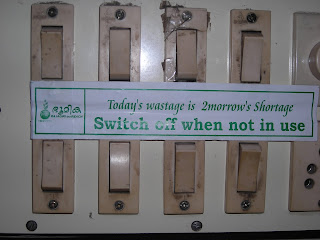 ഭൂമിക
Today's wastage is 2morrow's Shortage
Switch off when not in use